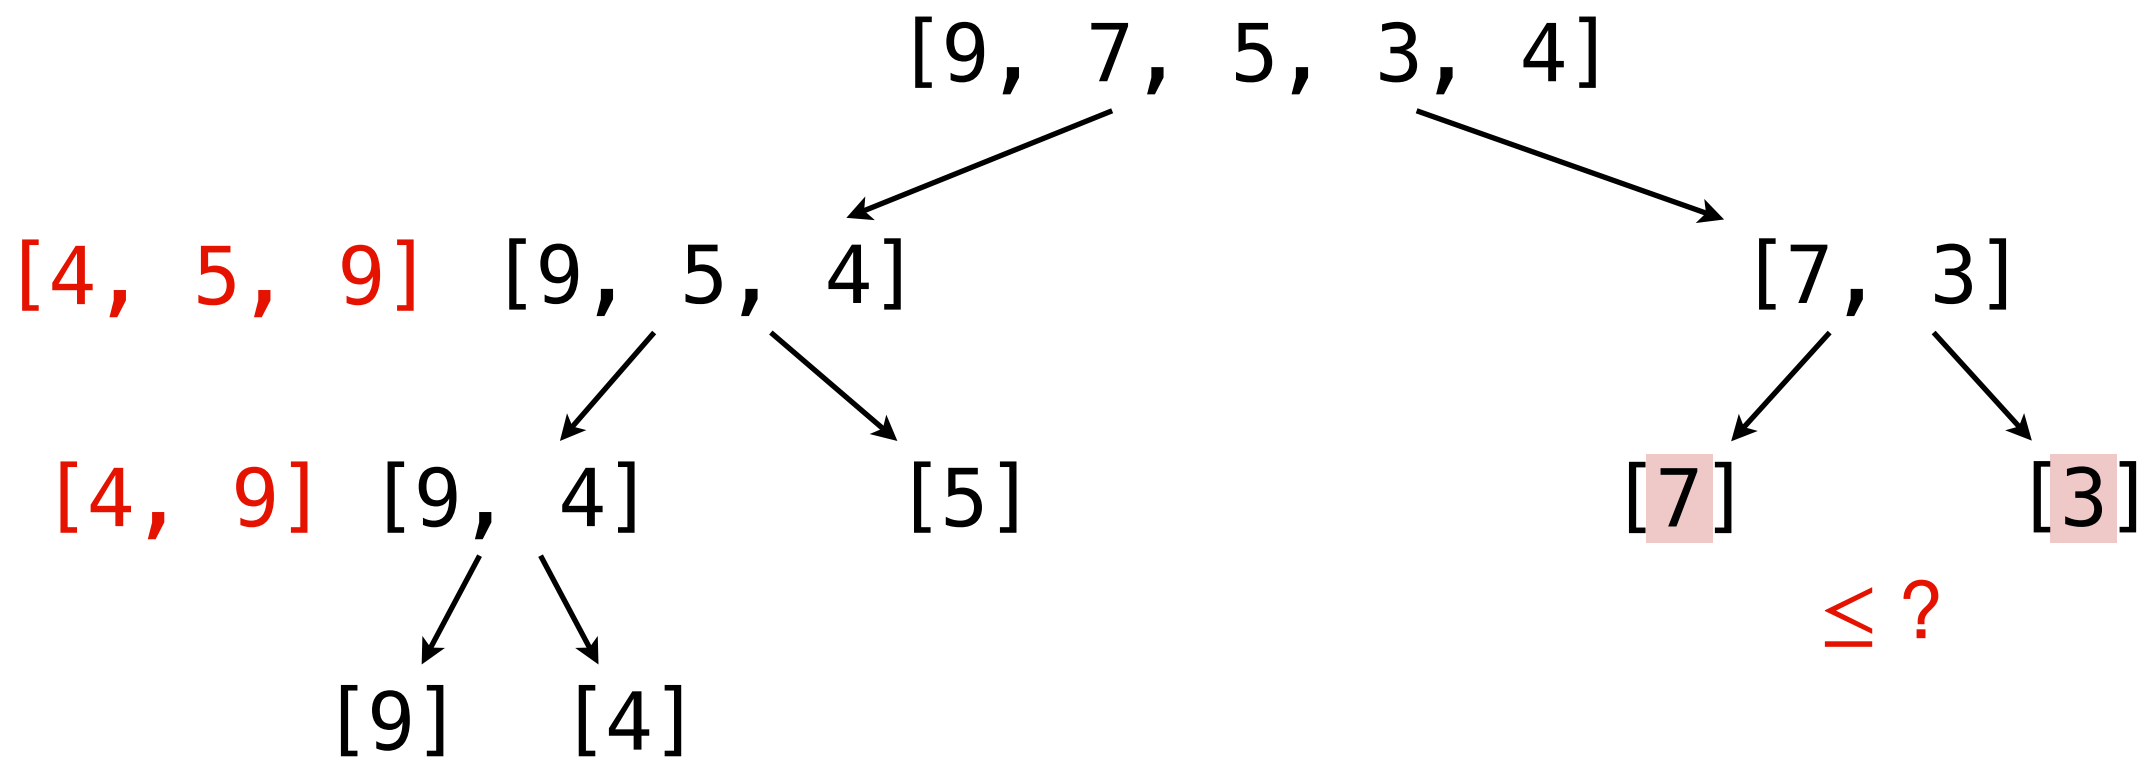 [9, 7, 5, 3, 4]
[4, 5, 9] [9, 5, 4] [7, 3]
[4, 9] [9, 4] [5] [7] [3]
≤ ?
[9] [4]